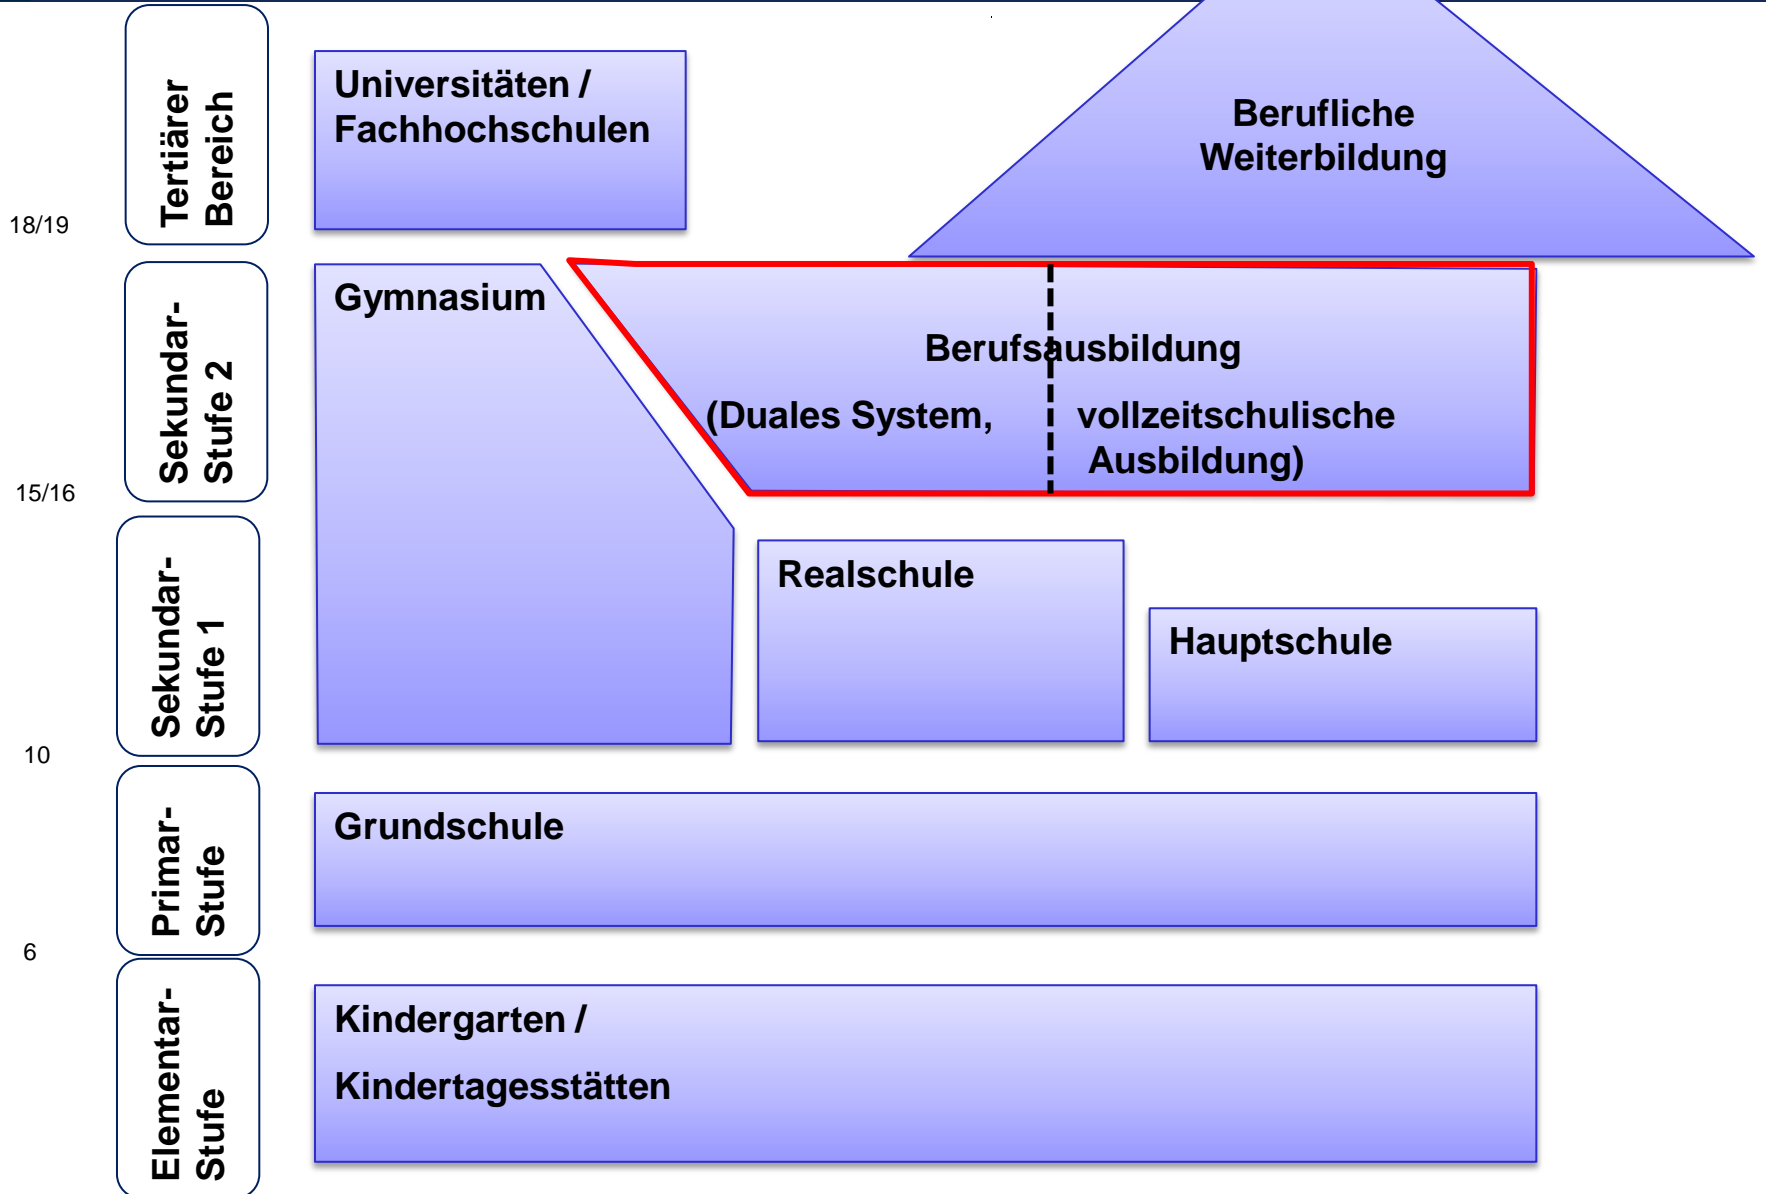 Tertiärer
Bereich
Universitäten /
Fachhochschulen
Berufliche
Weiterbildung
18/19
Sekundar-
Stufe 2
Gymnasium
Berufsausbildung
(Duales System,
vollzeitschulische
Ausbildung)
15/16
Sekundar-
Stufe 1
Realschule
Hauptschule
10
Primar-
Stufe
Grundschule
6
Elementar-
Stufe
Kindergarten /
Kindertagesstätten